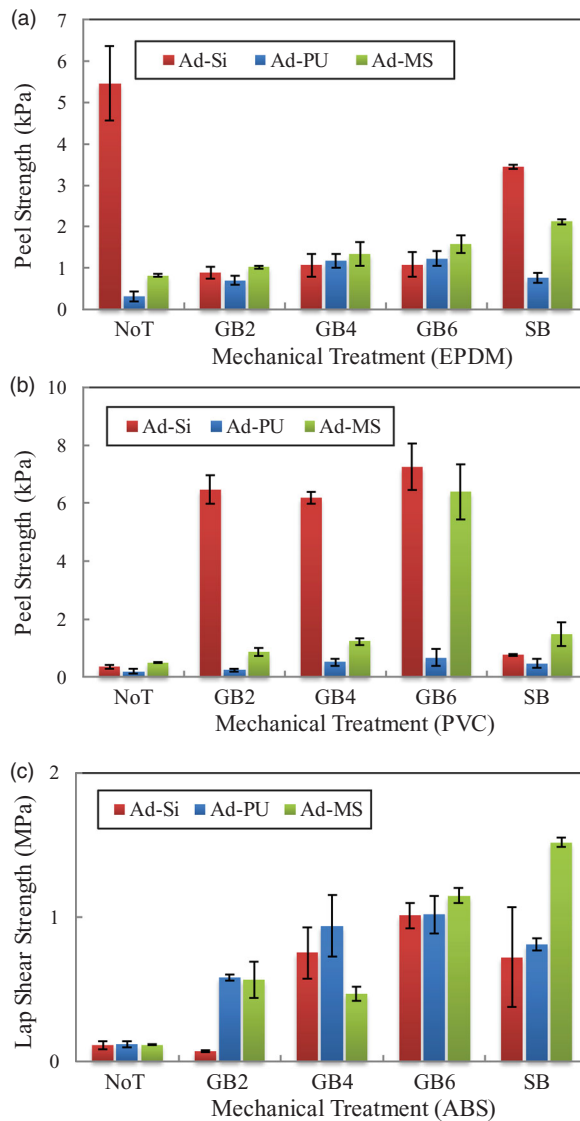 (a)
7
6
5
4
3
2
1
0
Peel Strength (kPa)
Ad-Si Ad-PU Ad-MS
NoT GB2 GB4 GB6 SB
Mechanical Treatment (EPDM)
(b)
10
8
6
4
2
0
Peel Strength (kPa)
Ad-Si Ad-PU Ad-MS
NoT GB2 GB4 GB6 SB
Mechanical Treatment (PVC)
(c)
2
1
0
Lap Shear Strength (MPa)
Ad-Si Ad-PU Ad-MS
NoT GB2 GB4 GB6 SB
Mechanical Treatment (ABS)